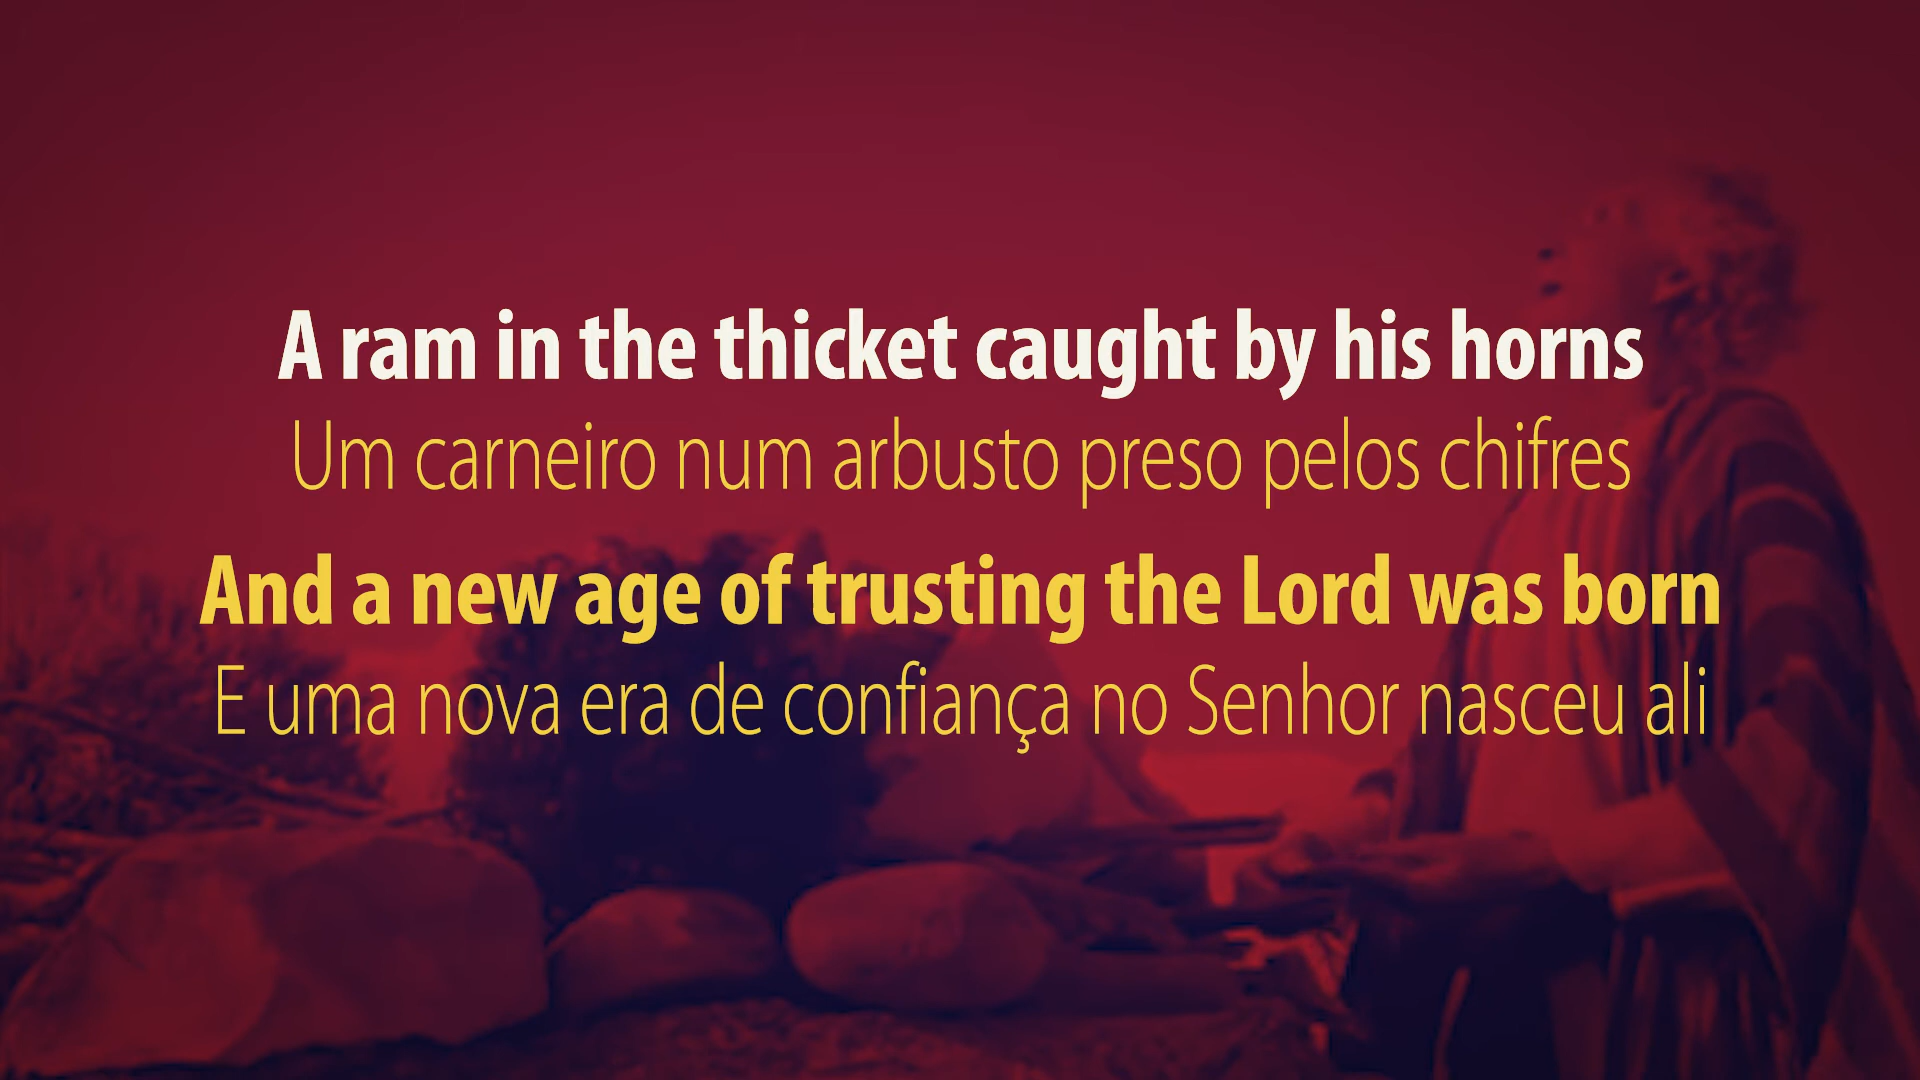 A ram in the thicket caught by his horns
Um carneiro num arbusto preso pelos chifres
And a new age of trusting the Lord was born
E uma nova era de confiança no Senhor nasceu ali